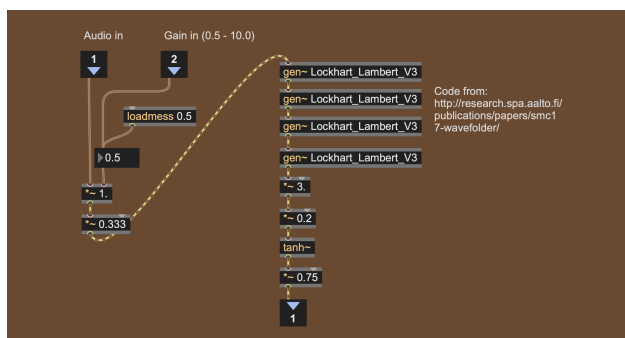 Audio in
Gain in (0.5 - 10.0)
1
2
loadmess 0.5
0.5
*~ 1.
*~ 0.333
gen~ Lockhart_Lambert_V3
gen~ Lockhart_Lambert_V3
gen~ Lockhart_Lambert_V3
gen~ Lockhart_Lambert_V3
*~ 3.
*~ 0.2
tanh~
*~ 0.75
1
Code from:
http://research.spa.aalto.fi/
publications/papers/smc1
7-wavefolder/